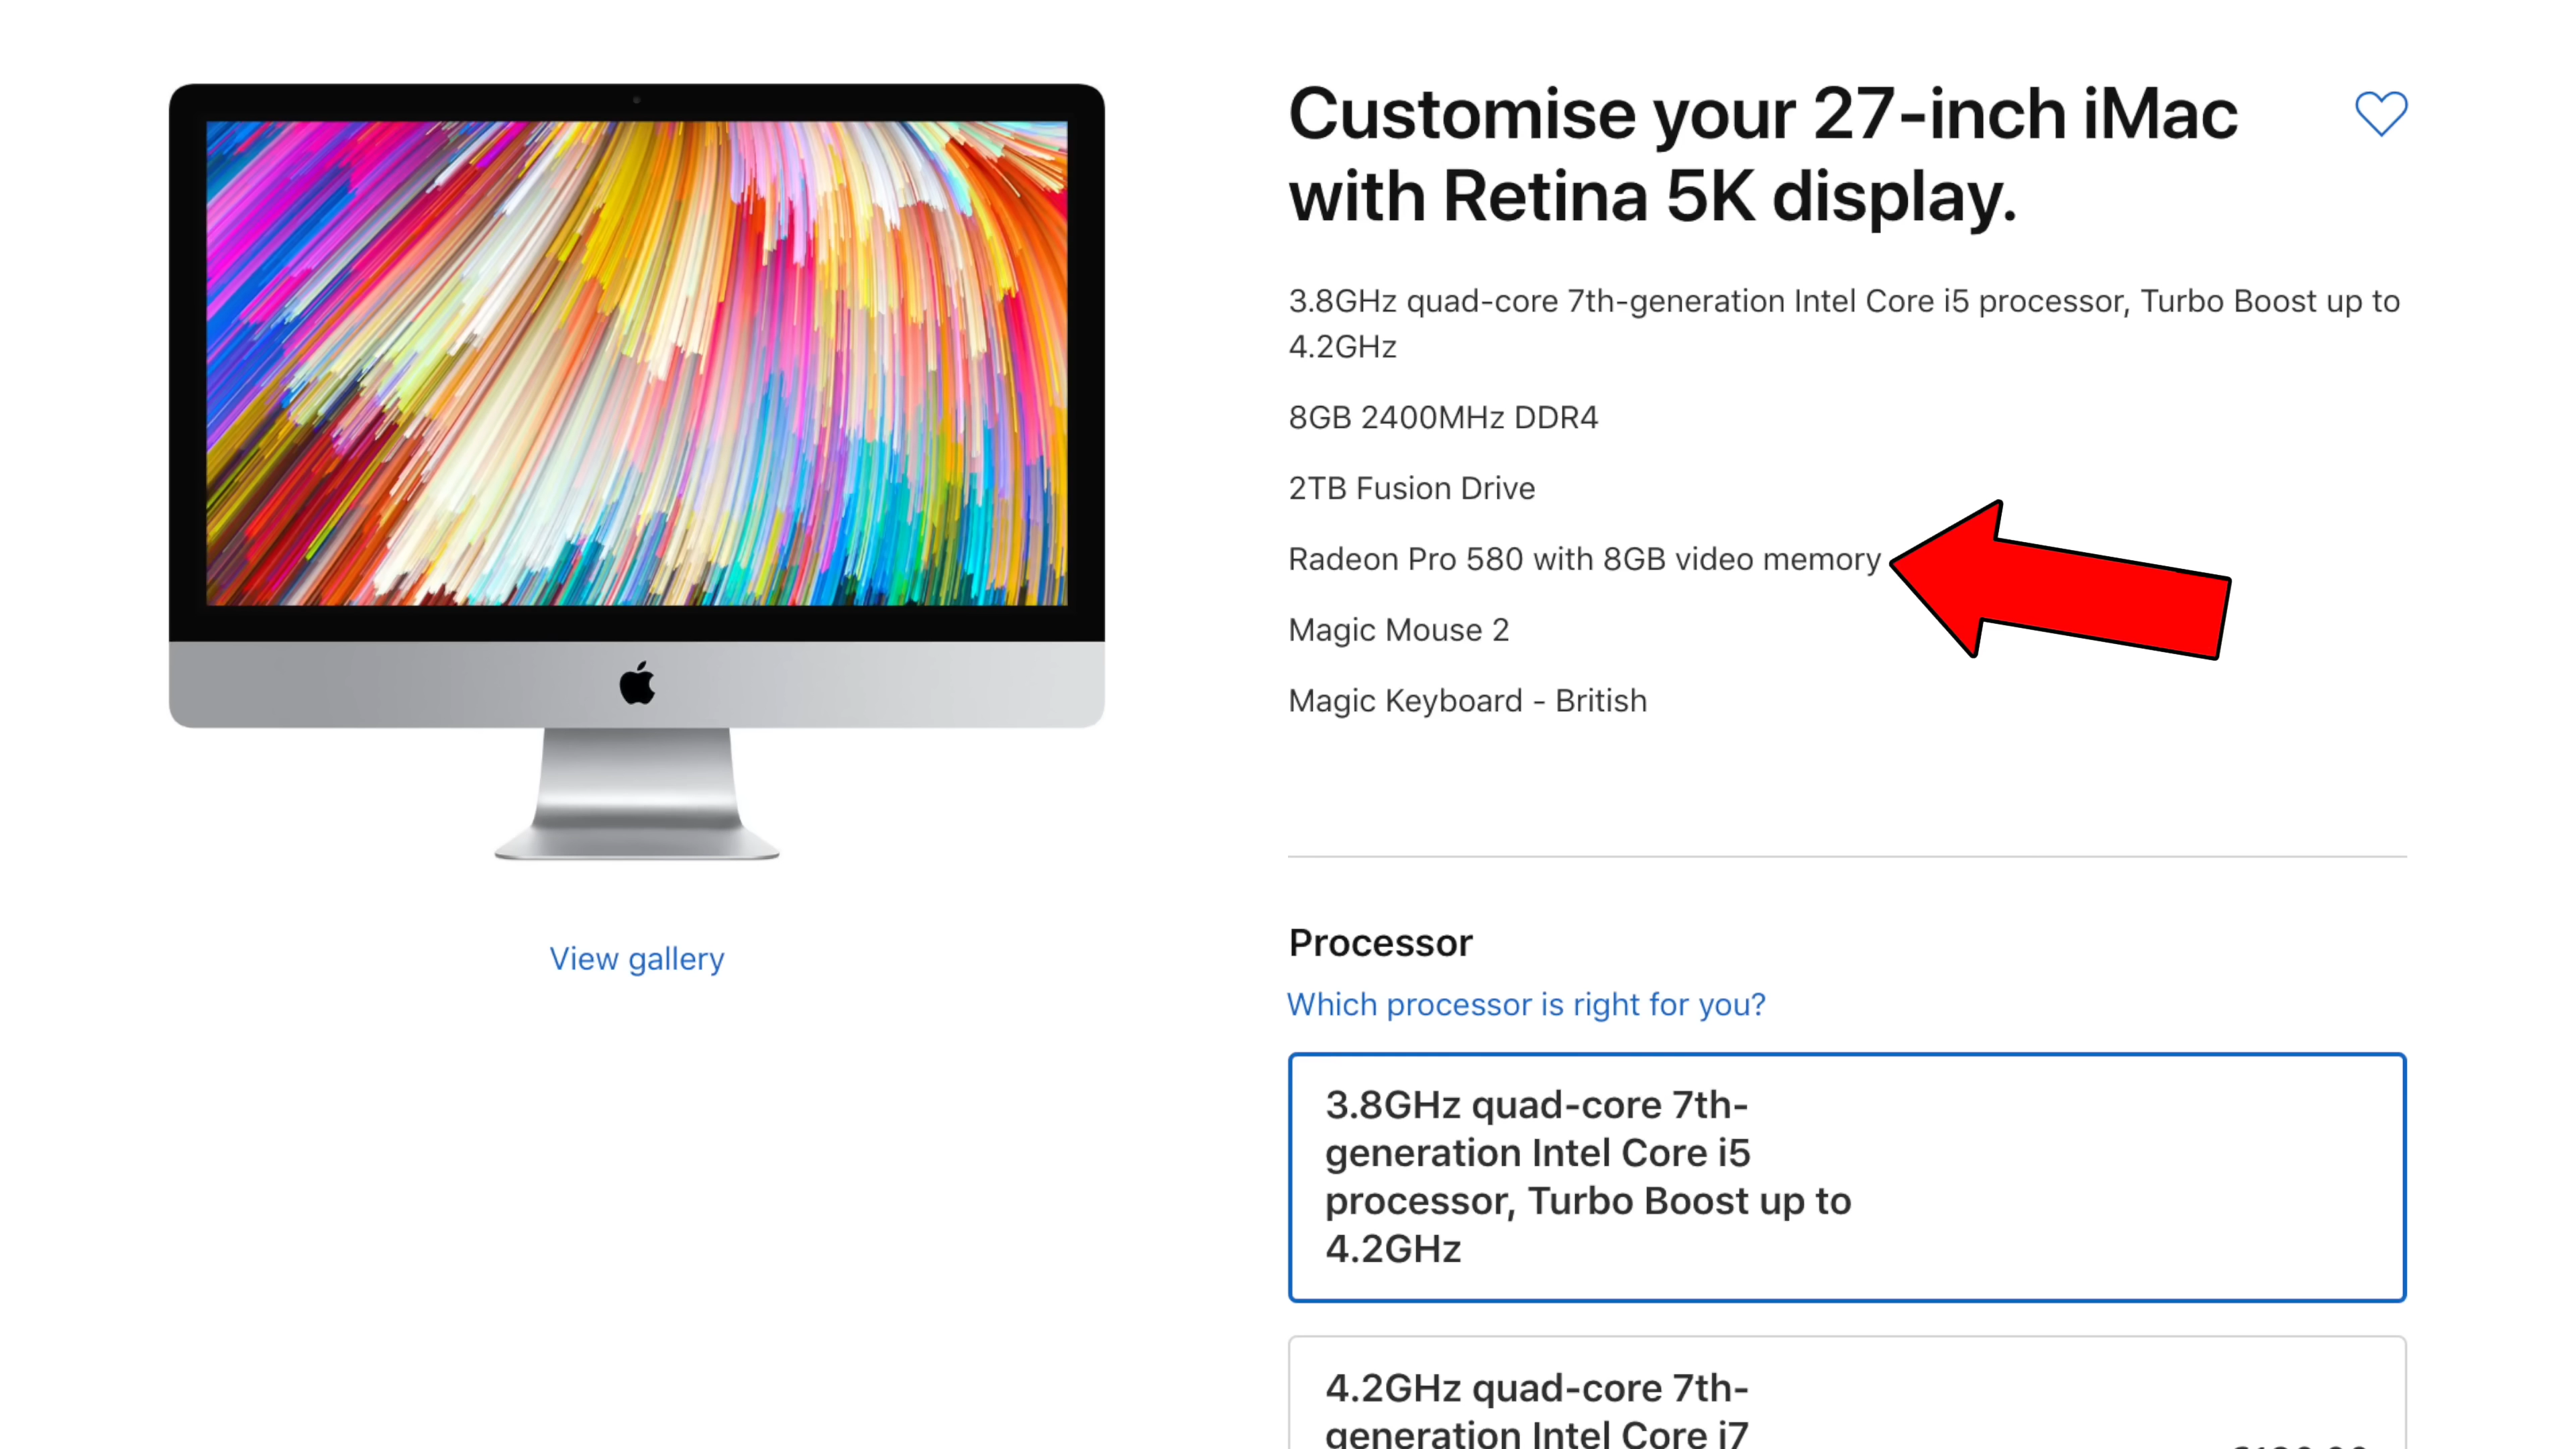 Customise your 27-inch iMac
with Retina 5K display.
3.8GHz quad-core 7th-generation Intel Core i5 processor, Turbo Boost up to
4.2GHz
8GB 2400MHz DDR4
2TB Fusion Drive
Radeon Pro 580 with 8GB video memory
Magic Mouse 2
Magic Keyboard - British
View gallery
Processor
Which processor is right for you?
3.8GHz quad-core 7th-
generation Intel Core i5
processor, Turbo Boost up to
4.2GHz
4.2GHz quad-core 7th-
generation Intel Core i7